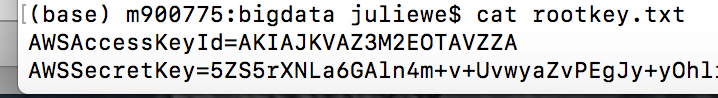 (base) m900775:bigdata juliewe$ cat rootkey.txt
AWSAccessKeyId=AKIAJKVAZ3M2EOTAVZZA
AWSSecretKey=5ZS5rXNLa6GAln4m+v+UvwyaZvPEgJy+yOhl